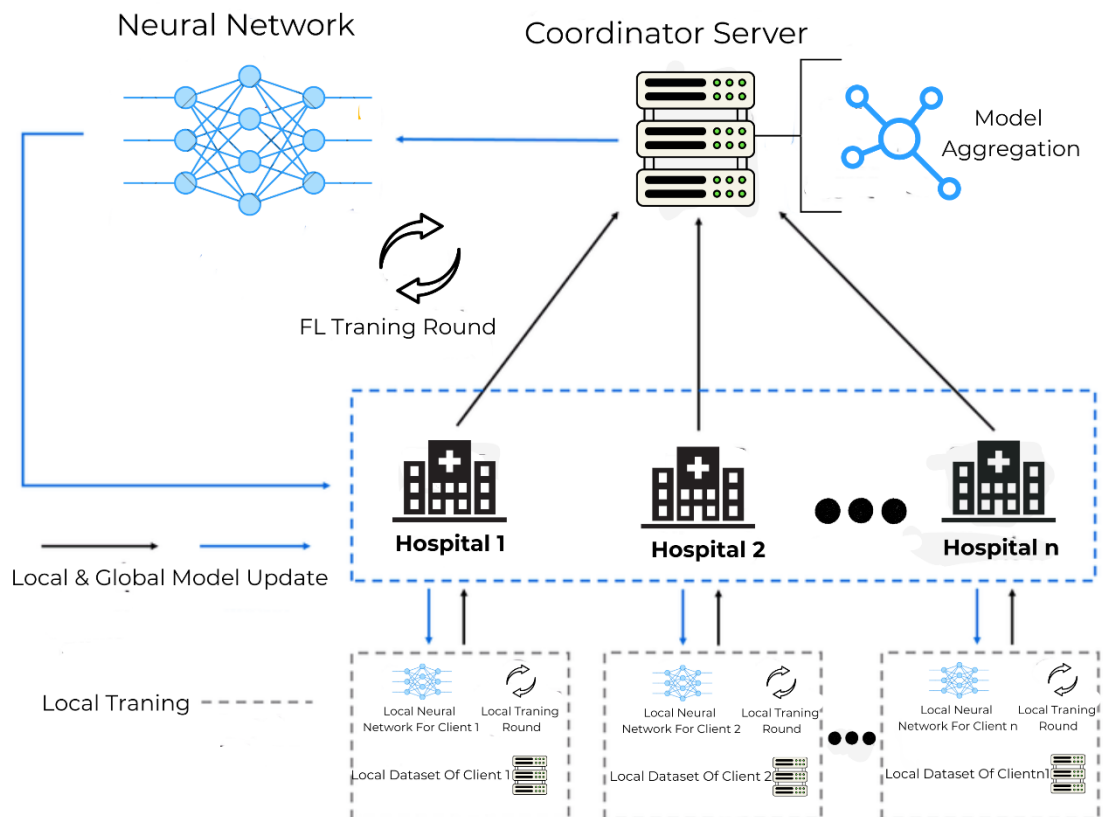 Neural Network
Coordinator Server
Model
Aggregation
FL Traning Round
Hospital 1
Hospital 2
Hospital n
Local & Global Model Update
Local Traning
Local Neural
Network For Client 1
Local Traning
Round
Local Dataset Of Client 1
Local Neural
Network For Client 2
Local Traning
Round
Local Dataset Of Client 2
Local Neural
Network For Client n
Local Traning
Round
Local Dataset Of Clientn1